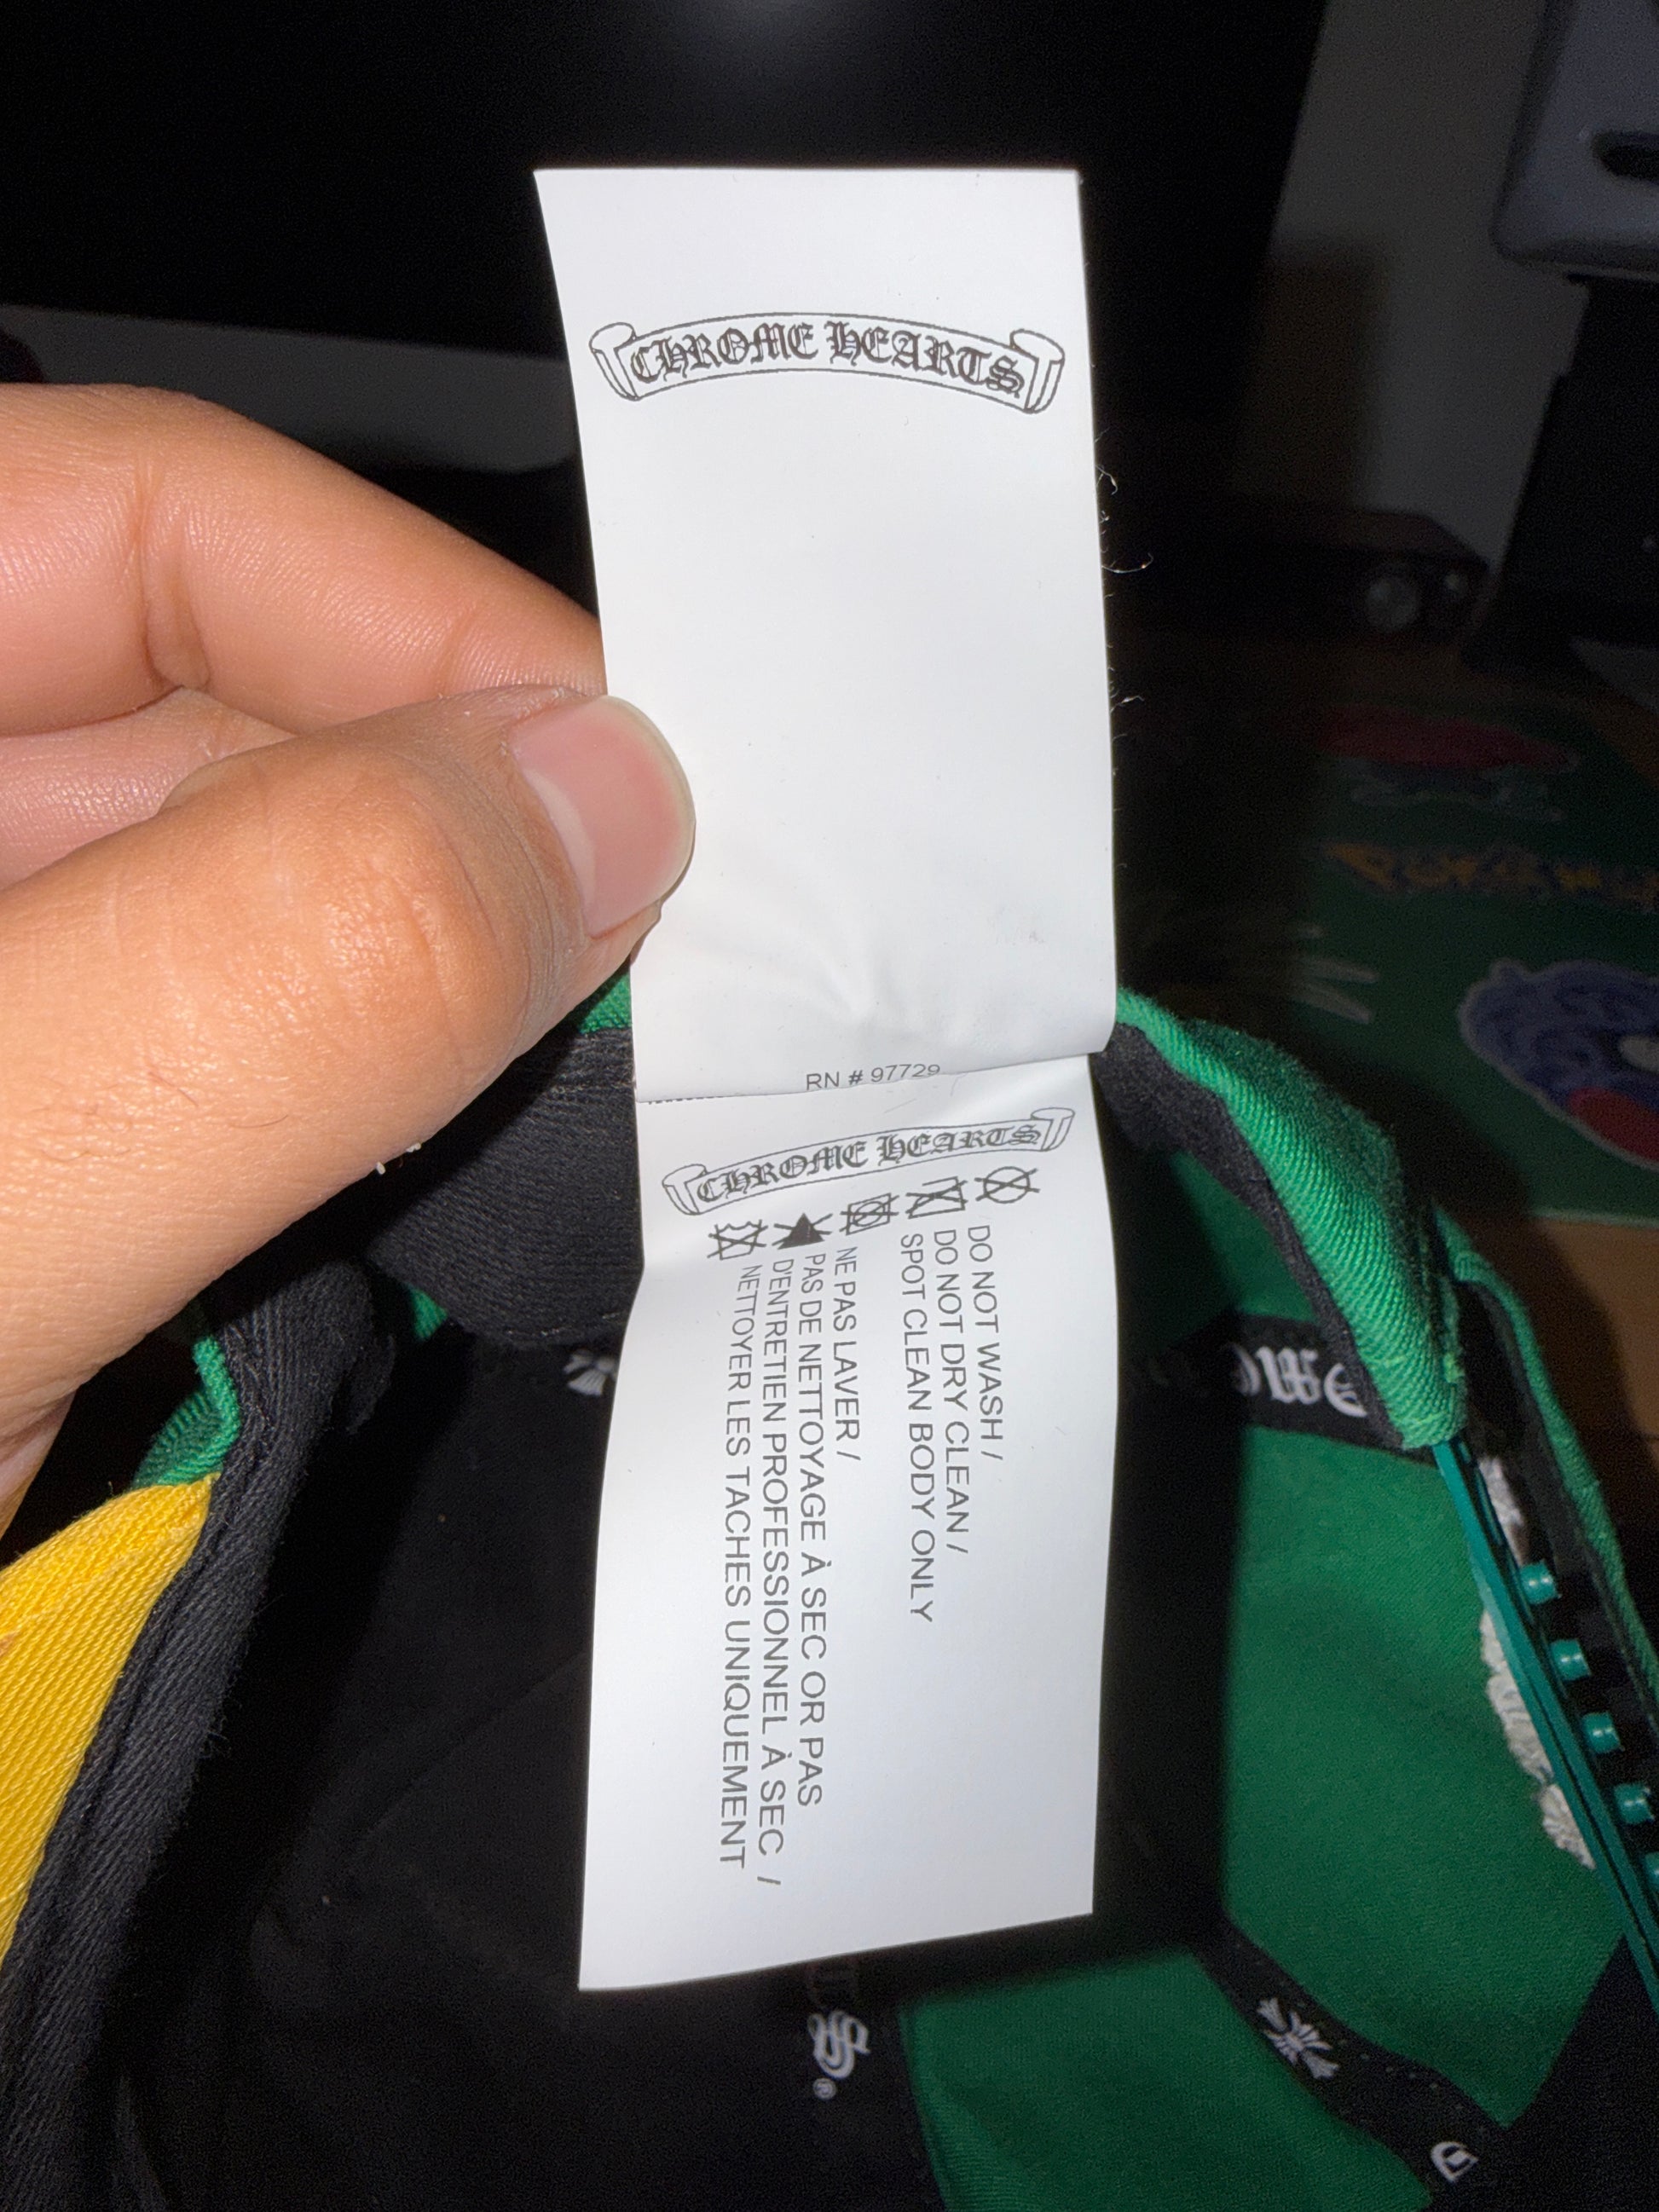 CHROME HEARTS
RN # 97729
CHROME HEARTS
DO NOT WASH /
DO NOT DRY CLEAN /
SPOT CLEAN BODY ONLY
NE PAS LAVER /
PAS DE NETTOYAGE À SEC OR PAS
D'ENTRETIEN PROFESSIONNEL À SEC /
NETTOYER LES TACHES UNIQUEMENT
S®